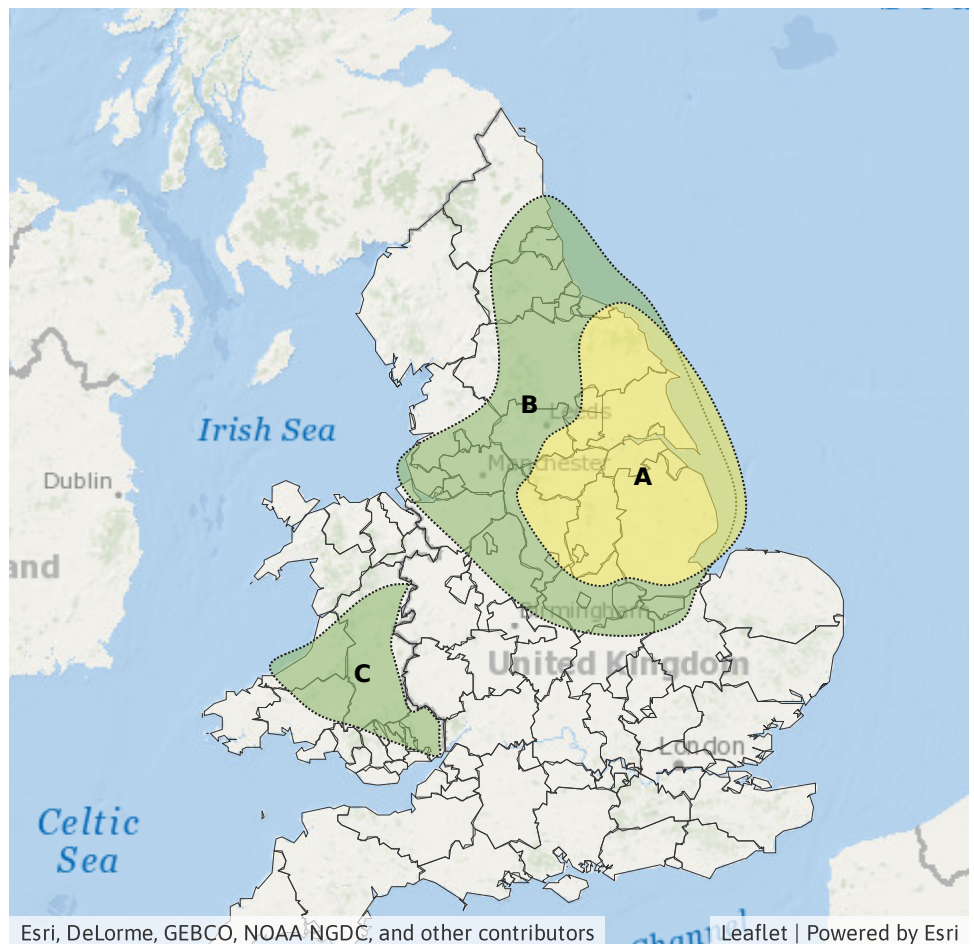 B
Leeds
Irish Sea
Manchester
A
Dublin
and
Birmingham
United Kingdom
C
London
Celtic
Sea
Channel
Esri, DeLorme, GEBCO, NOAA NGDC, and other contributors
Leaflet | Powered by Esri